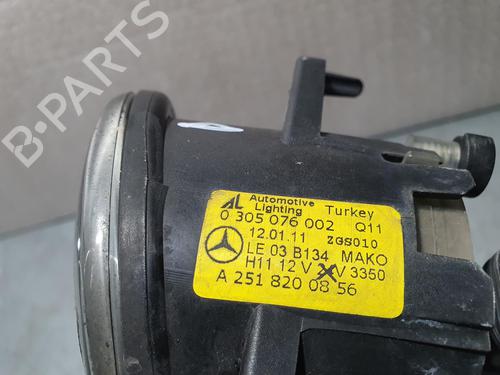 B-PARTS
AL Automotive Lighting Turkey
0 305 076 002 Q11
12.01.11 ZGS010
LE 03 B134 MAKO
H11 12 V V 3350
A 251 820 08 56